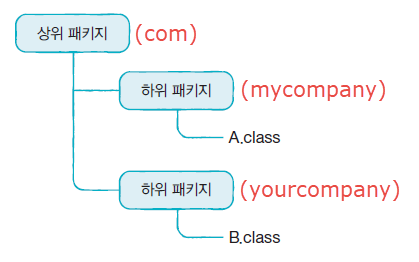 상위 패키지 (com)
하위 패키지 (mycompany)
A.class
하위 패키지 (yourcompany)
B.class